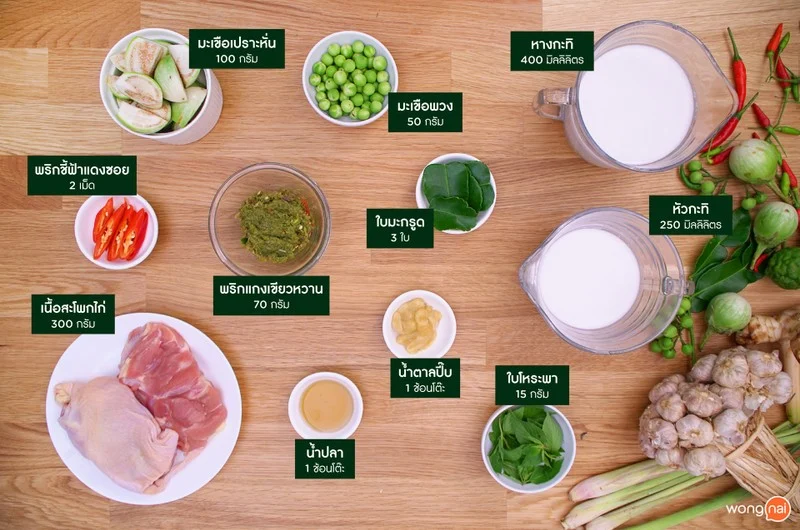 มะเขือเปราะหั่น
100 กรัม
มะเขือพวง
50 กรัม
หางกะทิ
400 มิลลิลิตร
พริกชี้ฟ้าแดงซอย
2 เม็ด
พริกแกงเขียวหวาน
70 กรัม
ใบมะกรูด
3 ใบ
หัวกะทิ
250 มิลลิลิตร
เนื้อสะโพกไก่
300 กรัม
น้ำปลา
1 ช้อนโต๊ะ
น้ำตาลปี๊บ
1 ช้อนโต๊ะ
ใบโหระพา
15 กรัม
wongnai